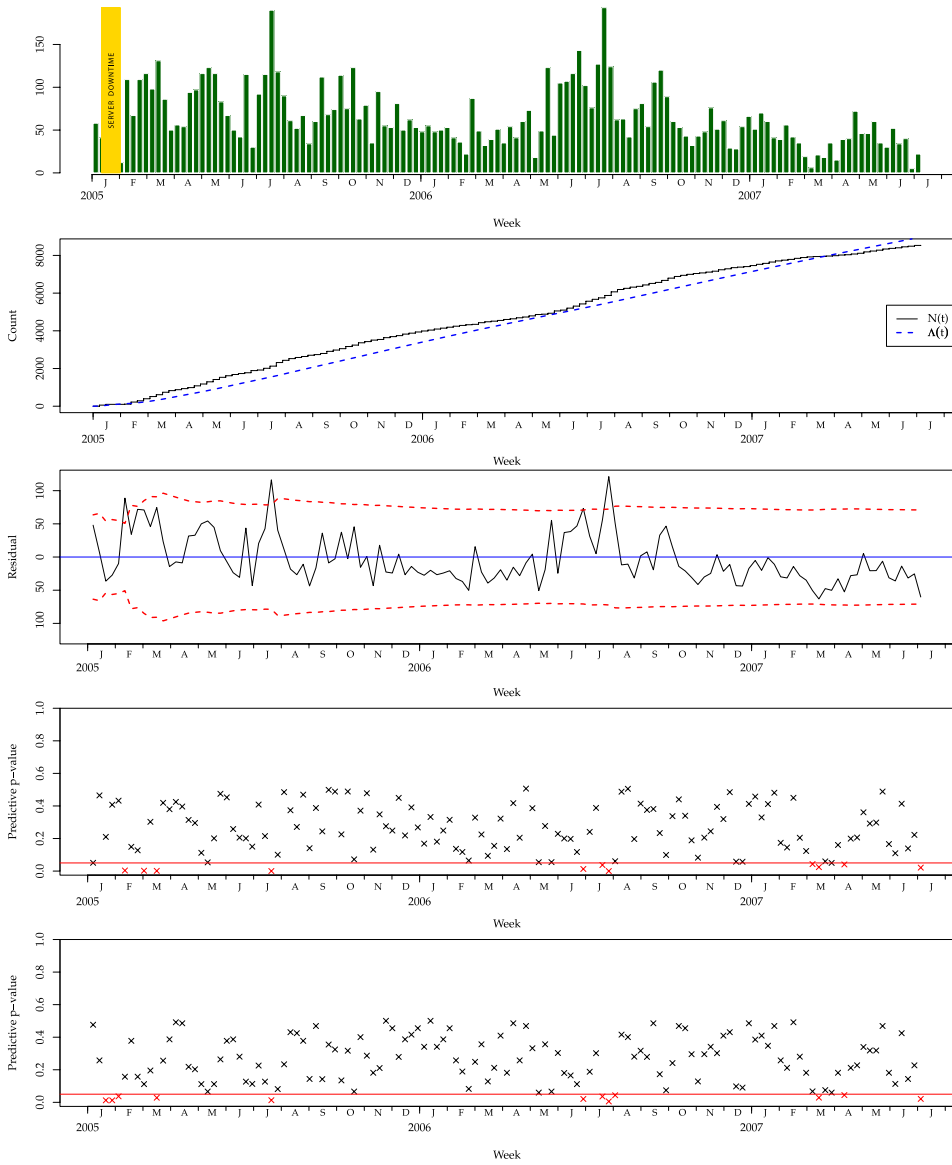 150
100
50
0
SERVER DOWNTIME
J F M A M J J A S O N D J F M A M J J A S O N D J F M A M J J
2005 2006 2007
Week
Count
8000
6000
4000
2000
0
N(t)
Λ(t)
J F M A M J J A S O N D J F M A M J J A S O N D J F M A M J J
2005 2006 2007
Week
Residual
100
50
0
50
100
J F M A M J J A S O N D J F M A M J J A S O N D J F M A M J J
2005 2006 2007
Week
Predictive p−value
1.0
0.8
0.6
0.4
0.2
0.0
J F M A M J J A S O N D J F M A M J J A S O N D J F M A M J J
2005 2006 2007
Week
Predictive p−value
1.0
0.8
0.6
0.4
0.2
0.0
J F M A M J J A S O N D J F M A M J J A S O N D J F M A M J J
2005 2006 2007
Week